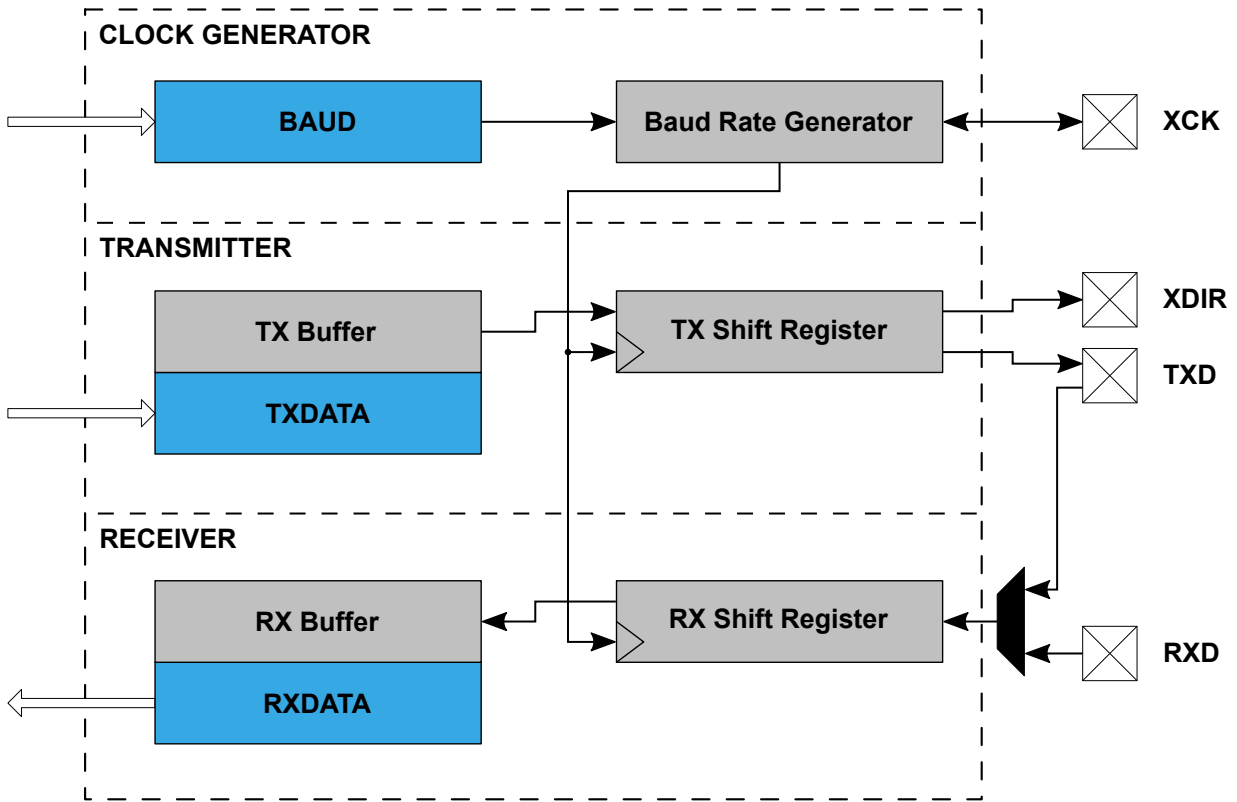 CLOCK GENERATOR
BAUD
Baud Rate Generator
XCK
TRANSMITTER
TX Buffer
TX Shift Register
XDIR
TXDATA
TXD
RECEIVER
RX Buffer
RX Shift Register
RXD
RXDATA